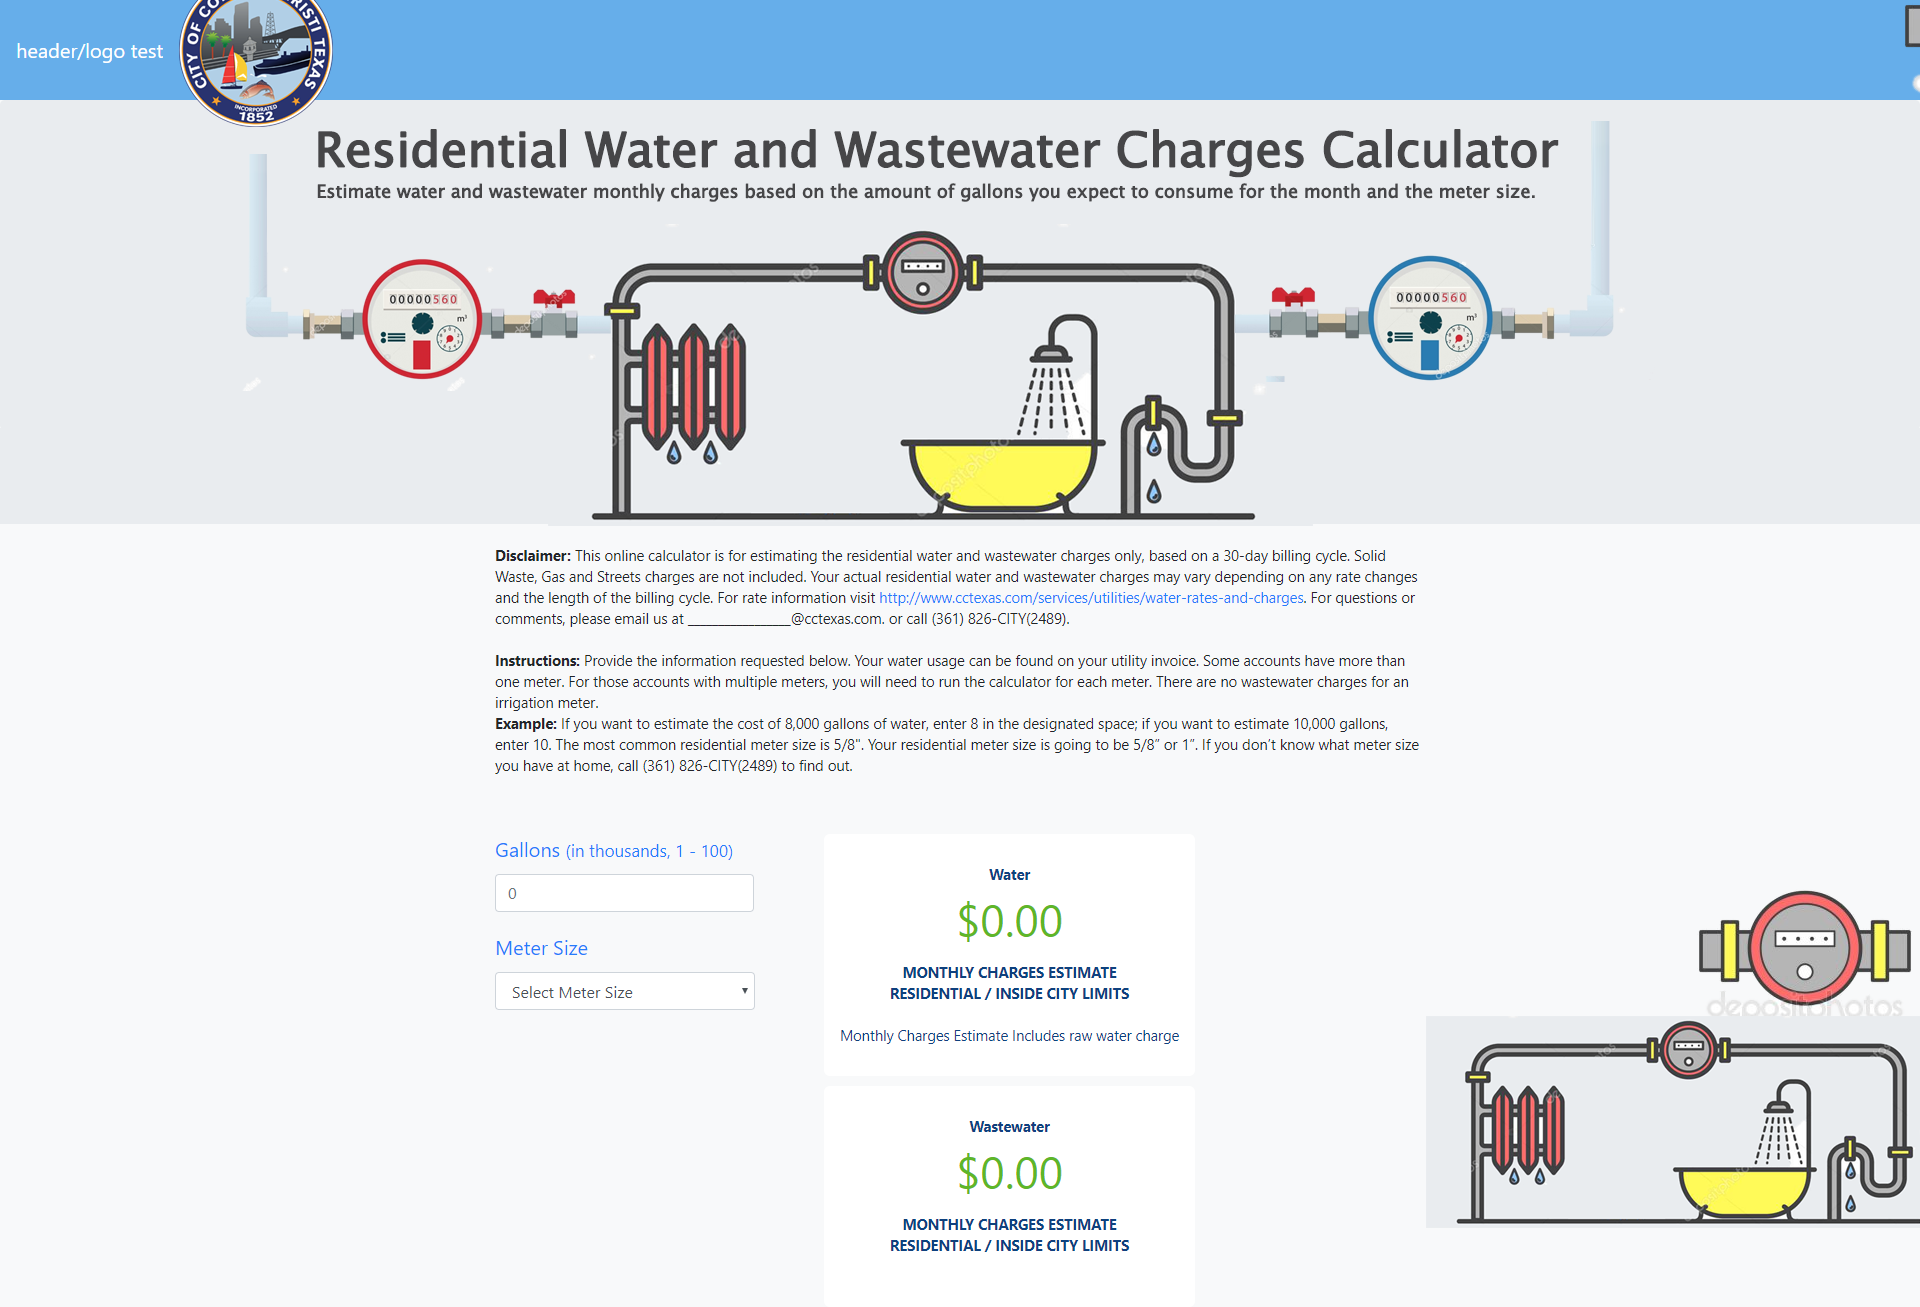 header/logo test
CITY OF CO RISTI TEXAS
INCORPORATED
1852
Residential Water and Wastewater Charges Calculator
Estimate water and wastewater monthly charges based on the amount of gallons you expect to consume for the month and the meter size.
00000560
m³
00000560
m³
Disclaimer: This online calculator is for estimating the residential water and wastewater charges only, based on a 30-day billing cycle. Solid
Waste, Gas and Streets charges are not included. Your actual residential water and wastewater charges may vary depending on any rate changes
and the length of the billing cycle. For rate information visit http://www.cctexas.com/services/utilities/water-rates-and-charges. For questions or
comments, please email us at ________________@cctexas.com. or call (361) 826-CITY(2489).
Instructions: Provide the information requested below. Your water usage can be found on your utility invoice. Some accounts have more than
one meter. For those accounts with multiple meters, you will need to run the calculator for each meter. There are no wastewater charges for an
irrigation meter.
Example: If you want to estimate the cost of 8,000 gallons of water, enter 8 in the designated space; if you want to estimate 10,000 gallons,
enter 10. The most common residential meter size is 5/8". Your residential meter size is going to be 5/8” or 1”. If you don’t know what meter size
you have at home, call (361) 826-CITY(2489) to find out.
Gallons (in thousands, 1 - 100)
0
Meter Size
Select Meter Size
Water
$0.00
MONTHLY CHARGES ESTIMATE
RESIDENTIAL / INSIDE CITY LIMITS
Monthly Charges Estimate Includes raw water charge
Wastewater
$0.00
MONTHLY CHARGES ESTIMATE
RESIDENTIAL / INSIDE CITY LIMITS
depositphotos